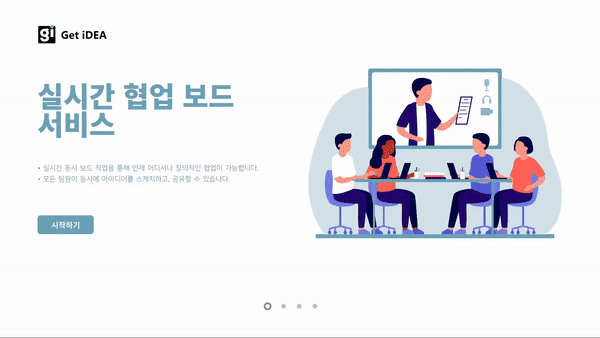 gi Get iDEA
실시간 협업 보드
서비스
• 실시간 동시 보드 작업을 통해 언제 어디서나 창의적인 협업이 가능합니다.
• 모든 팀원이 동시에 아이디어를 스케치하고, 공유할 수 있습니다.
시작하기